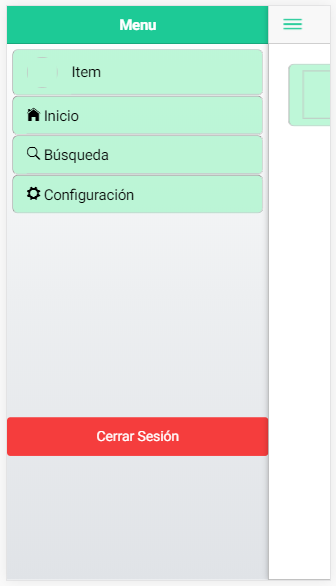 Menu
Item
Inicio
Búsqueda
Configuración
Cerrar Sesión